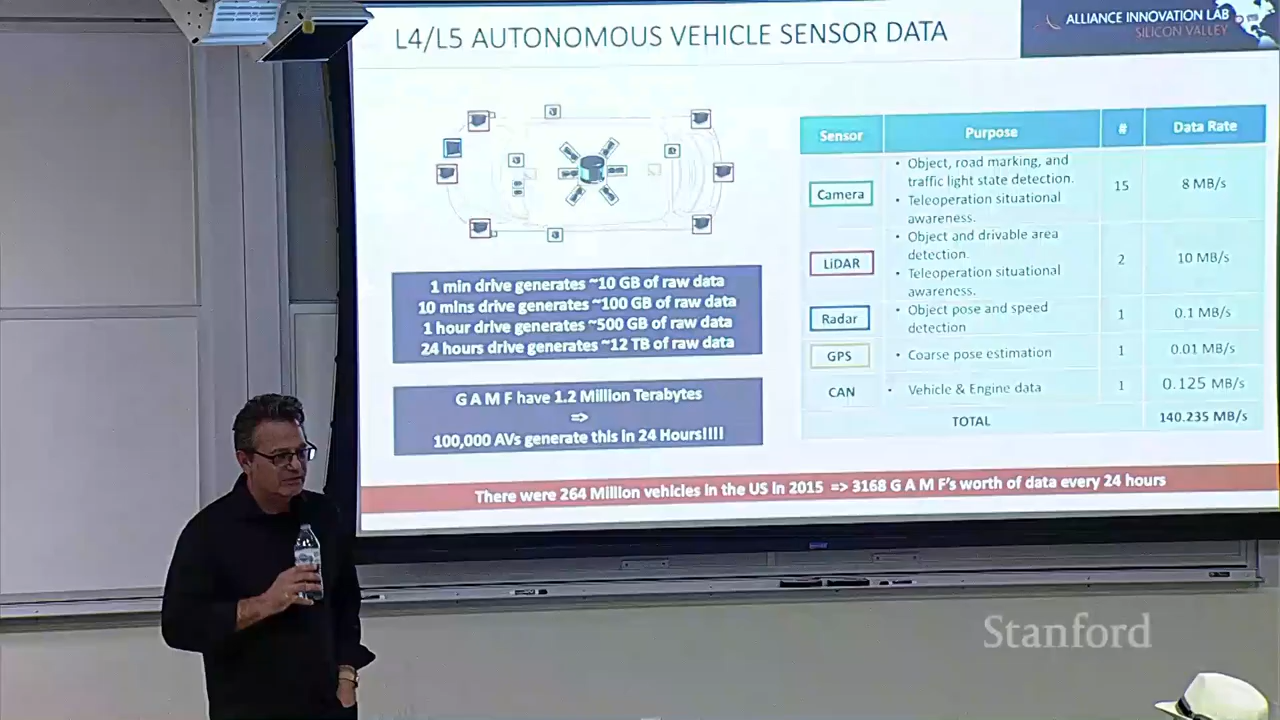 L4/L5 AUTONOMOUS VEHICLE SENSOR DATA
ALLIANCE INNOVATION LAB
SILICON VALLEY
1 min drive generates ~10 GB of raw data
10 mins drive generates ~100 GB of raw data
1 hour drive generates ~500 GB of raw data
24 hours drive generates ~12 TB of raw data
G A M F have 1.2 Million Terabytes
=>
100,000 AVs generate this in 24 Hours!!!!
Sensor Purpose # Data Rate
Camera
• Object, road marking, and
traffic light state detection.
• Teleoperation situational
awareness.
15
8 MB/s
LiDAR
• Object and drivable area
detection.
• Teleoperation situational
awareness.
2
10 MB/s
Radar
• Object pose and speed
detection
1
0.1 MB/s
GPS • Coarse pose estimation 1 0.01 MB/s
CAN • Vehicle & Engine data 1 0.125 MB/s
TOTAL 140.235 MB/s
There were 264 Million vehicles in the US in 2015 => 3168 G A M F's worth of data every 24 hours
Stanford